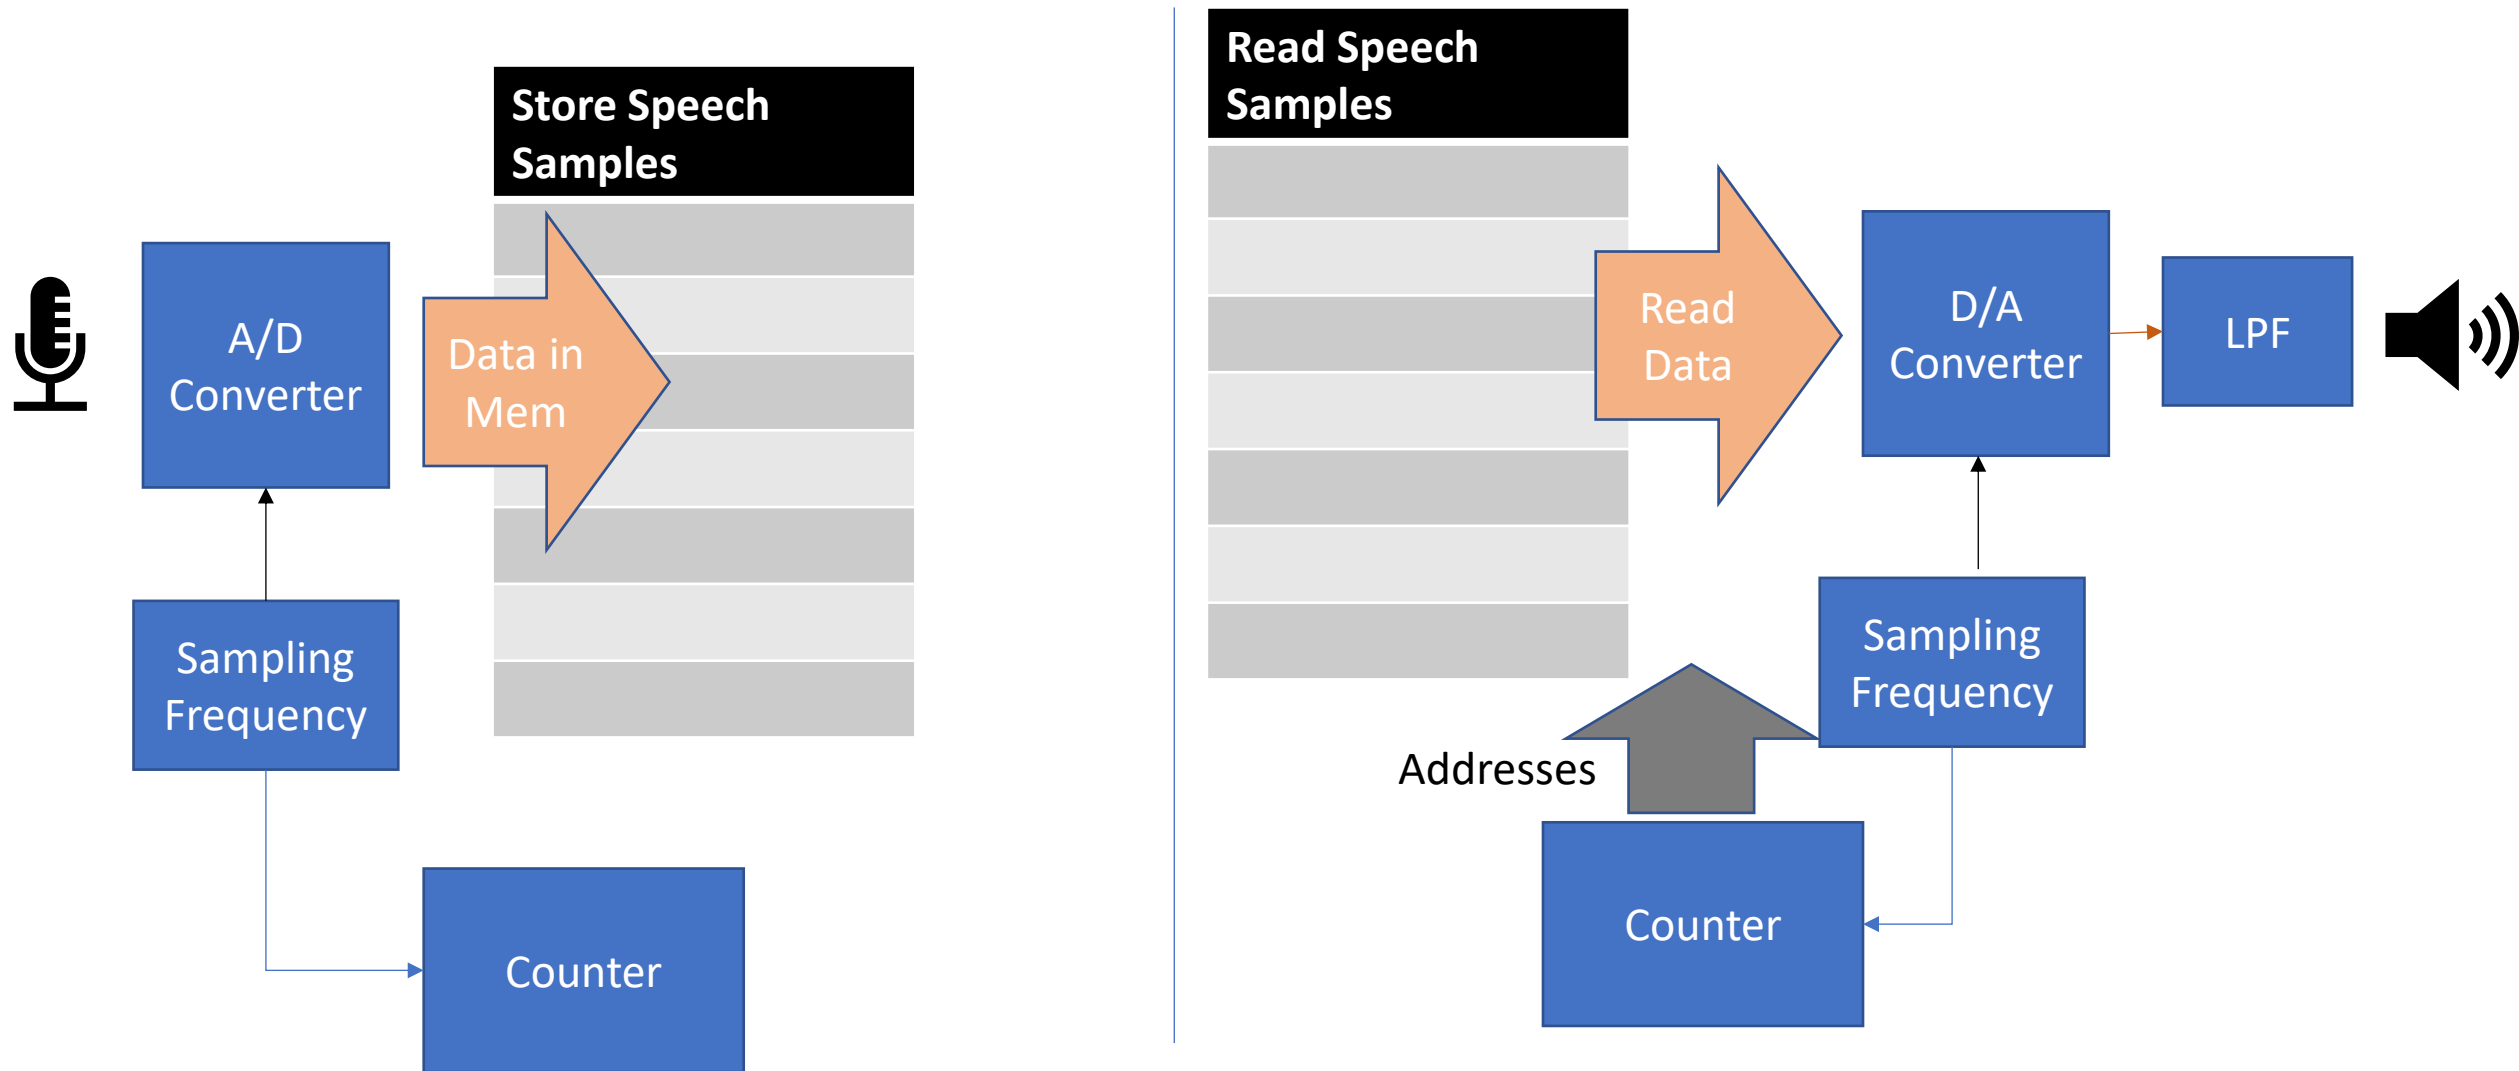 Store Speech
Samples
A/D
Converter
Data in
Mem
Sampling
Frequency
Counter
Read Speech
Samples
Read
Data
D/A
Converter
LPF
Sampling
Frequency
Addresses
Counter